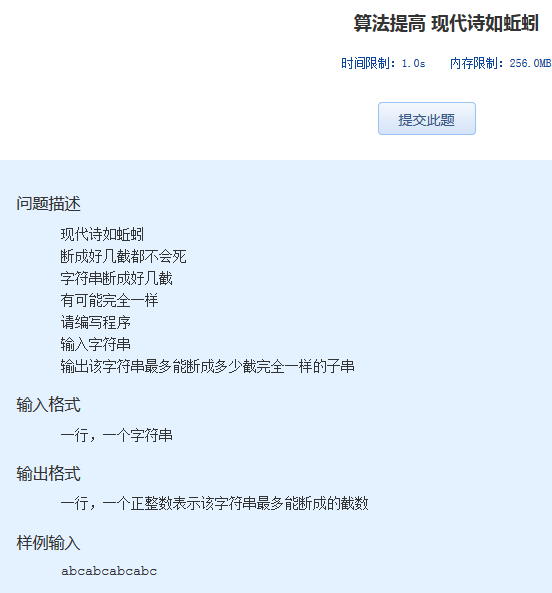 算法提高 现代诗如蚯蚓
时间限制：1.0s 内存限制：256.0MB
提交此题
问题描述
现代诗如蚯蚓
断成好几截都不会死
字符串断成好几截
有可能完全一样
请编写程序
输入字符串
输出该字符串最多能断成多少截完全一样的子串
输入格式
一行，一个字符串
输出格式
一行，一个正整数表示该字符串最多能断成的截数
样例输入
abcabcabcabc